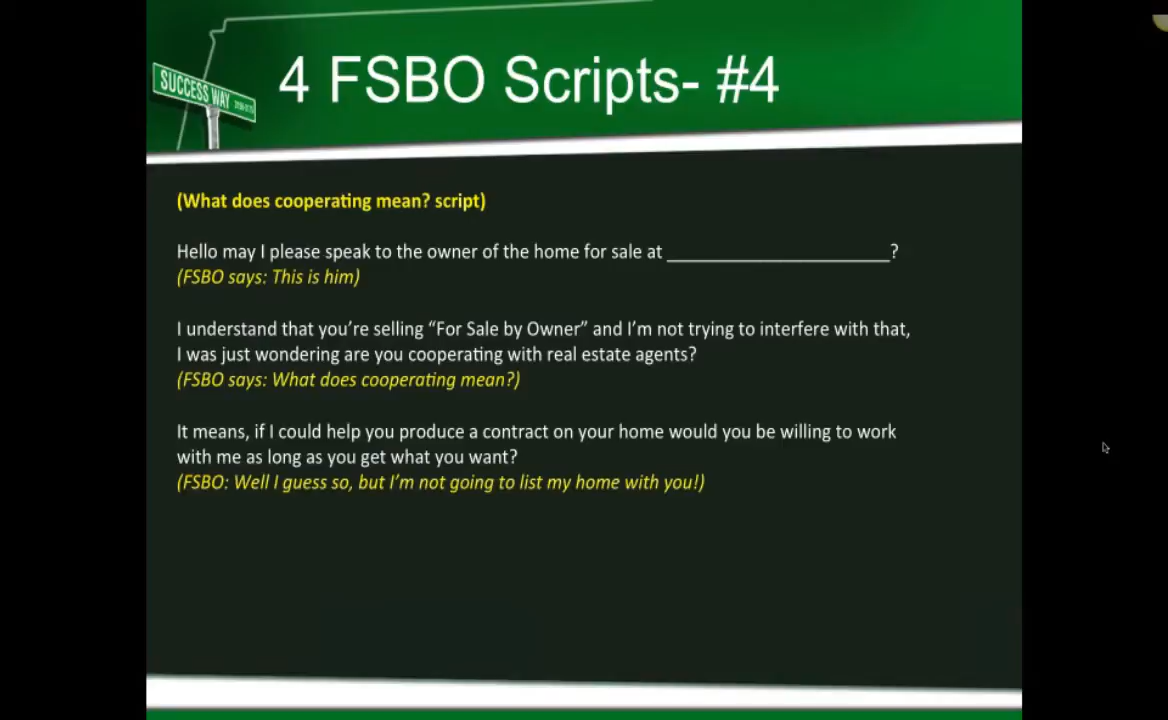 SUCCESS WAY
4 FSBO Scripts- #4
(What does cooperating mean? script)
Hello may I please speak to the owner of the home for sale at ______________________?
(FSBO says: This is him)
I understand that you're selling “For Sale by Owner” and I'm not trying to interfere with that,
I was just wondering are you cooperating with real estate agents?
(FSBO says: What does cooperating mean?)
It means, if I could help you produce a contract on your home would you be willing to work
with me as long as you get what you want?
(FSBO: Well I guess so, but I'm not going to list my home with you!)